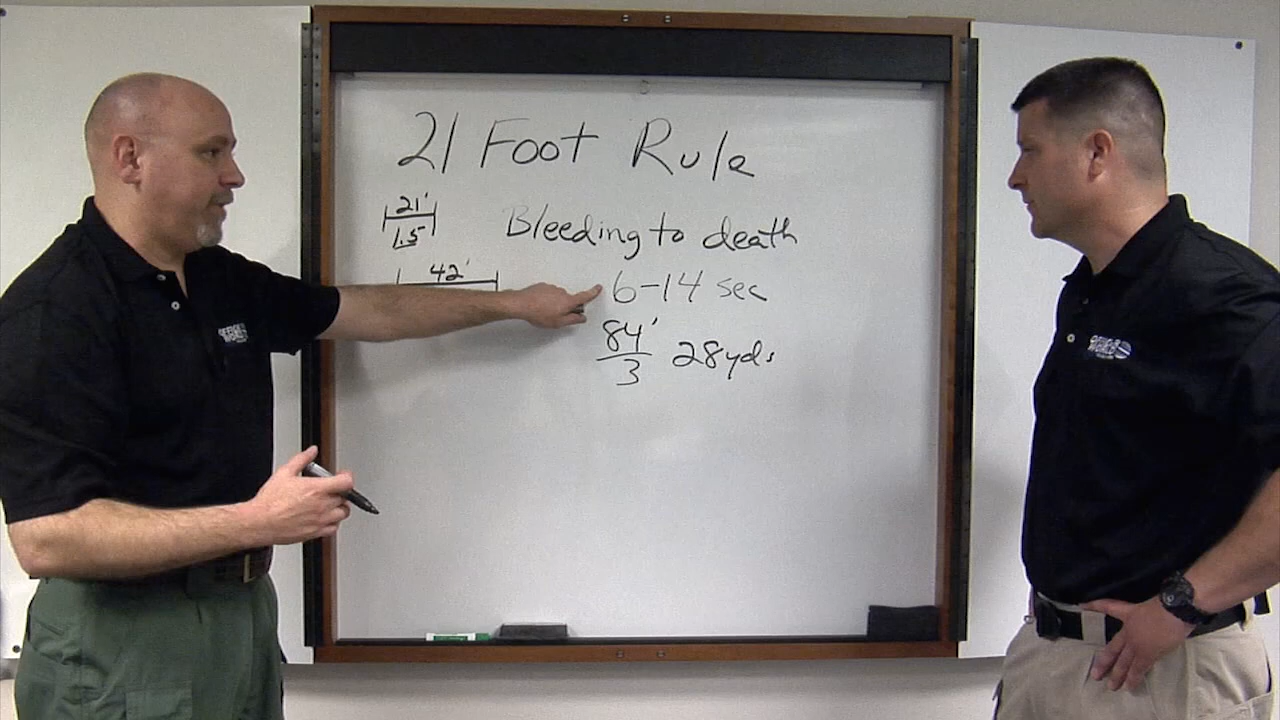 21 Foot Rule
21'
1.5
Bleeding to death
42'
6-14 sec
84'
3
28yds